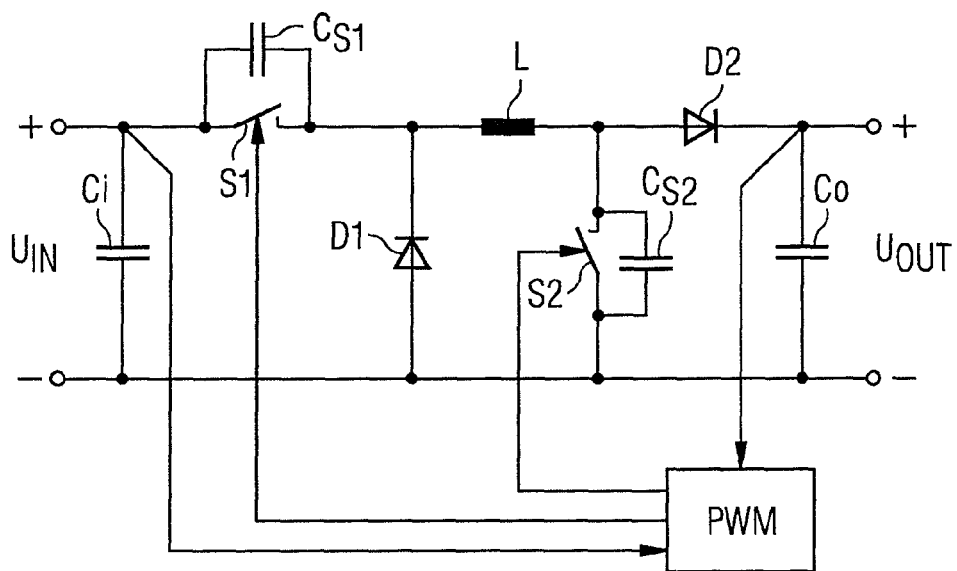 CS1
L
D2
+
S1
+
Ci
CS2
Co
UIN
D1
S2
UOUT
−
−
PWM